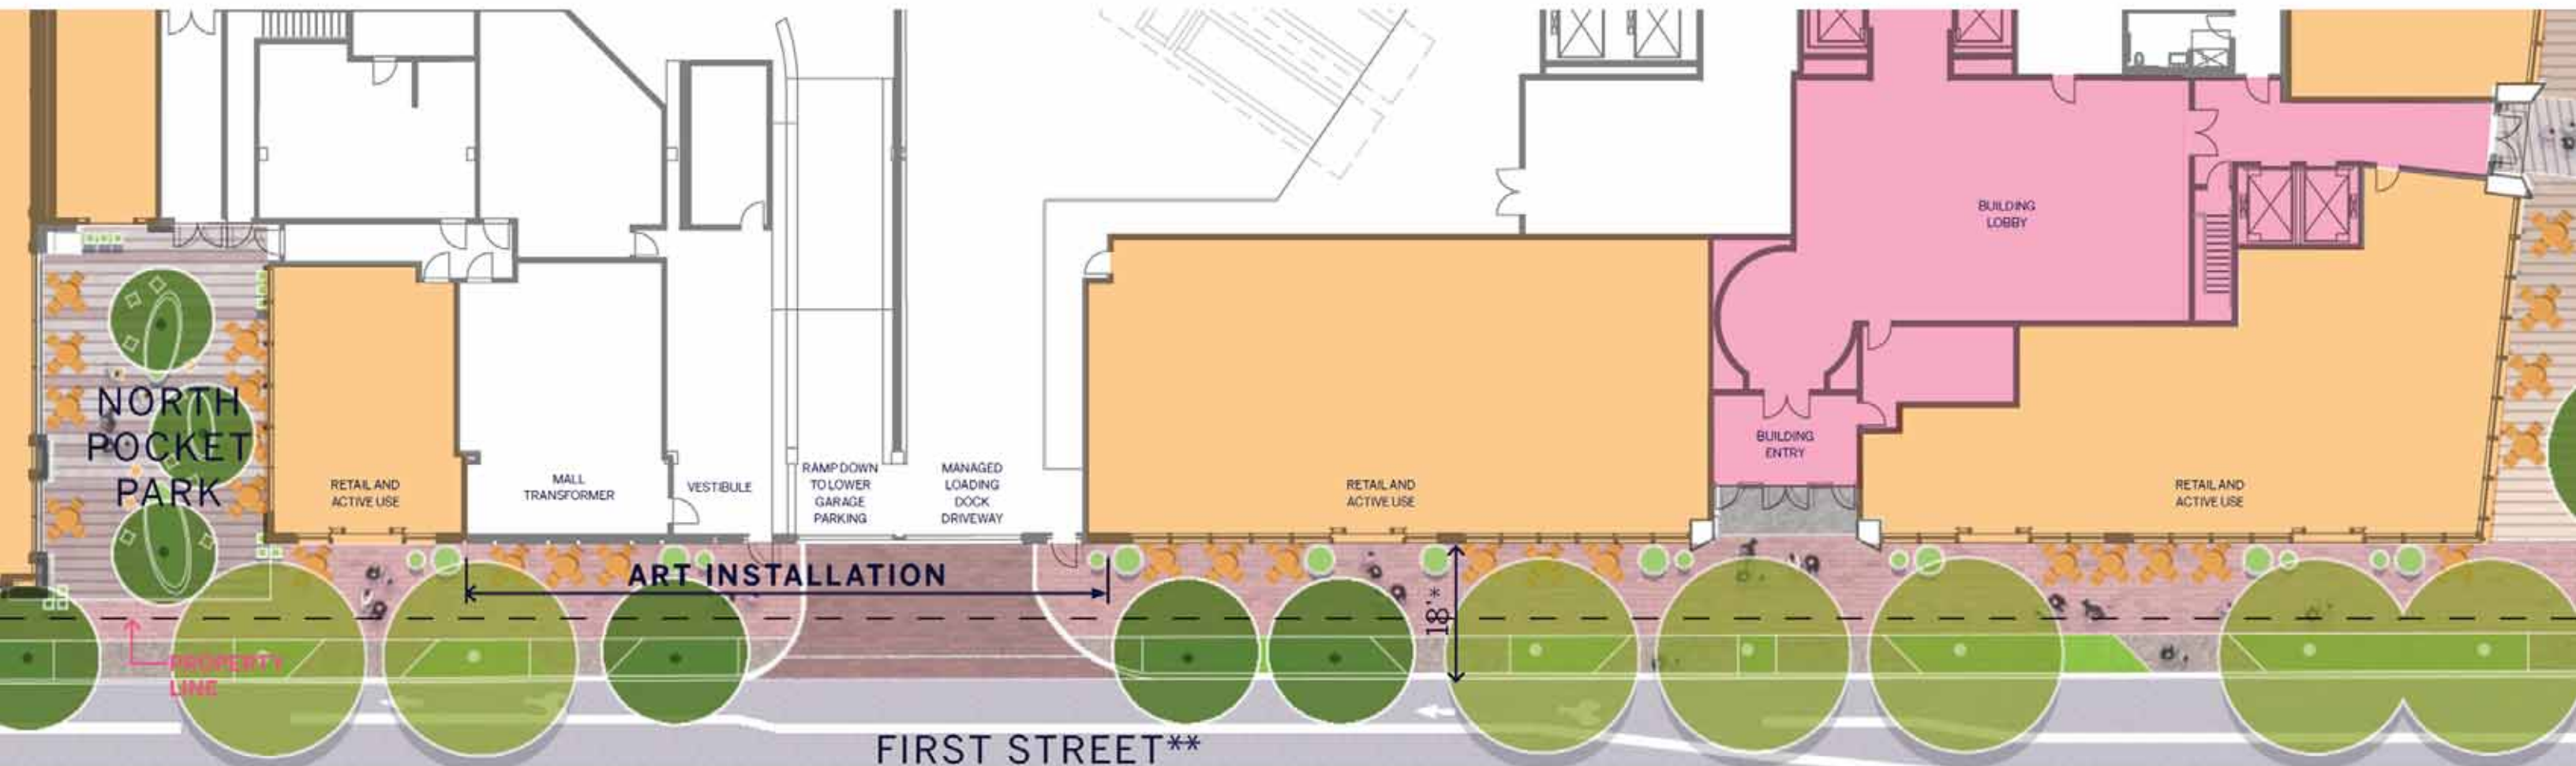 NORTH
POCKET
PARK
RETAIL AND
ACTIVE USE
MALL
TRANSFORMER
VESTIBULE
RAMP DOWN
TO LOWER
GARAGE
PARKING
MANAGED
LOADING
DOCK
DRIVEWAY
RETAIL AND
ACTIVE USE
BUILDING
LOBBY
BUILDING
ENTRY
RETAIL AND
ACTIVE USE
ART INSTALLATION
18'*
PROPERTY
LINE
FIRST STREET**